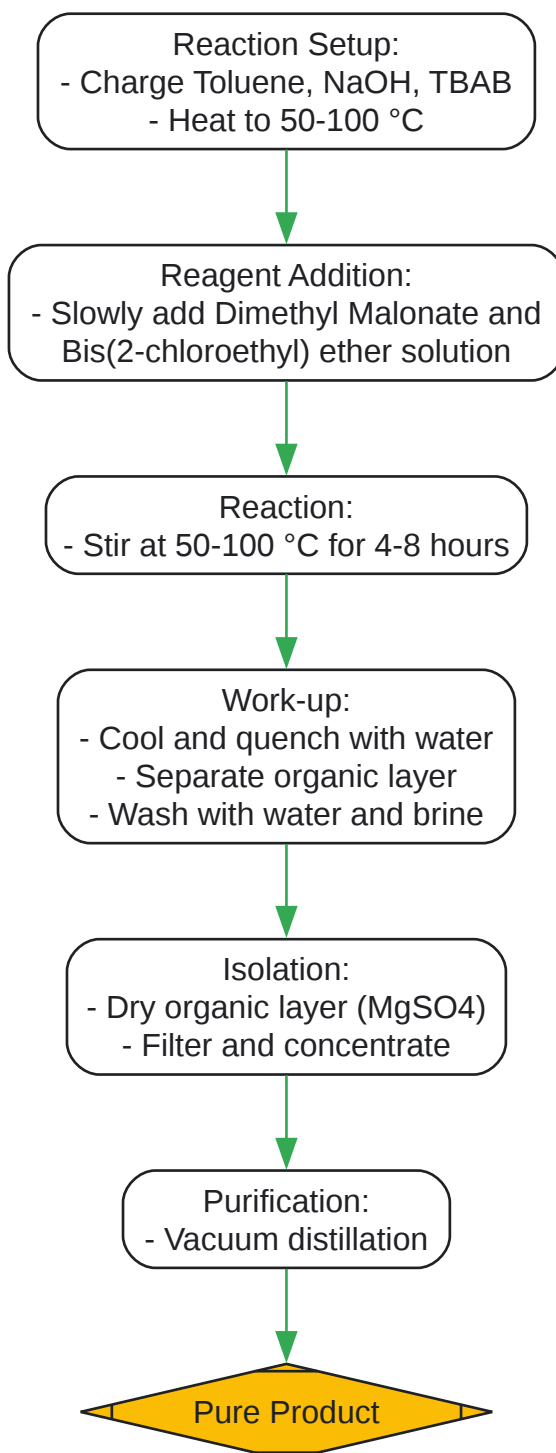 Reaction Setup:
- Charge Toluene, NaOH, TBAB
- Heat to 50-100 °C
Reagent Addition:
- Slowly add Dimethyl Malonate and
Bis(2-chloroethyl) ether solution
Reaction:
- Stir at 50-100 °C for 4-8 hours
Work-up:
- Cool and quench with water
- Separate organic layer
- Wash with water and brine
Isolation:
- Dry organic layer (MgSO4)
- Filter and concentrate
Purification:
- Vacuum distillation
Pure Product